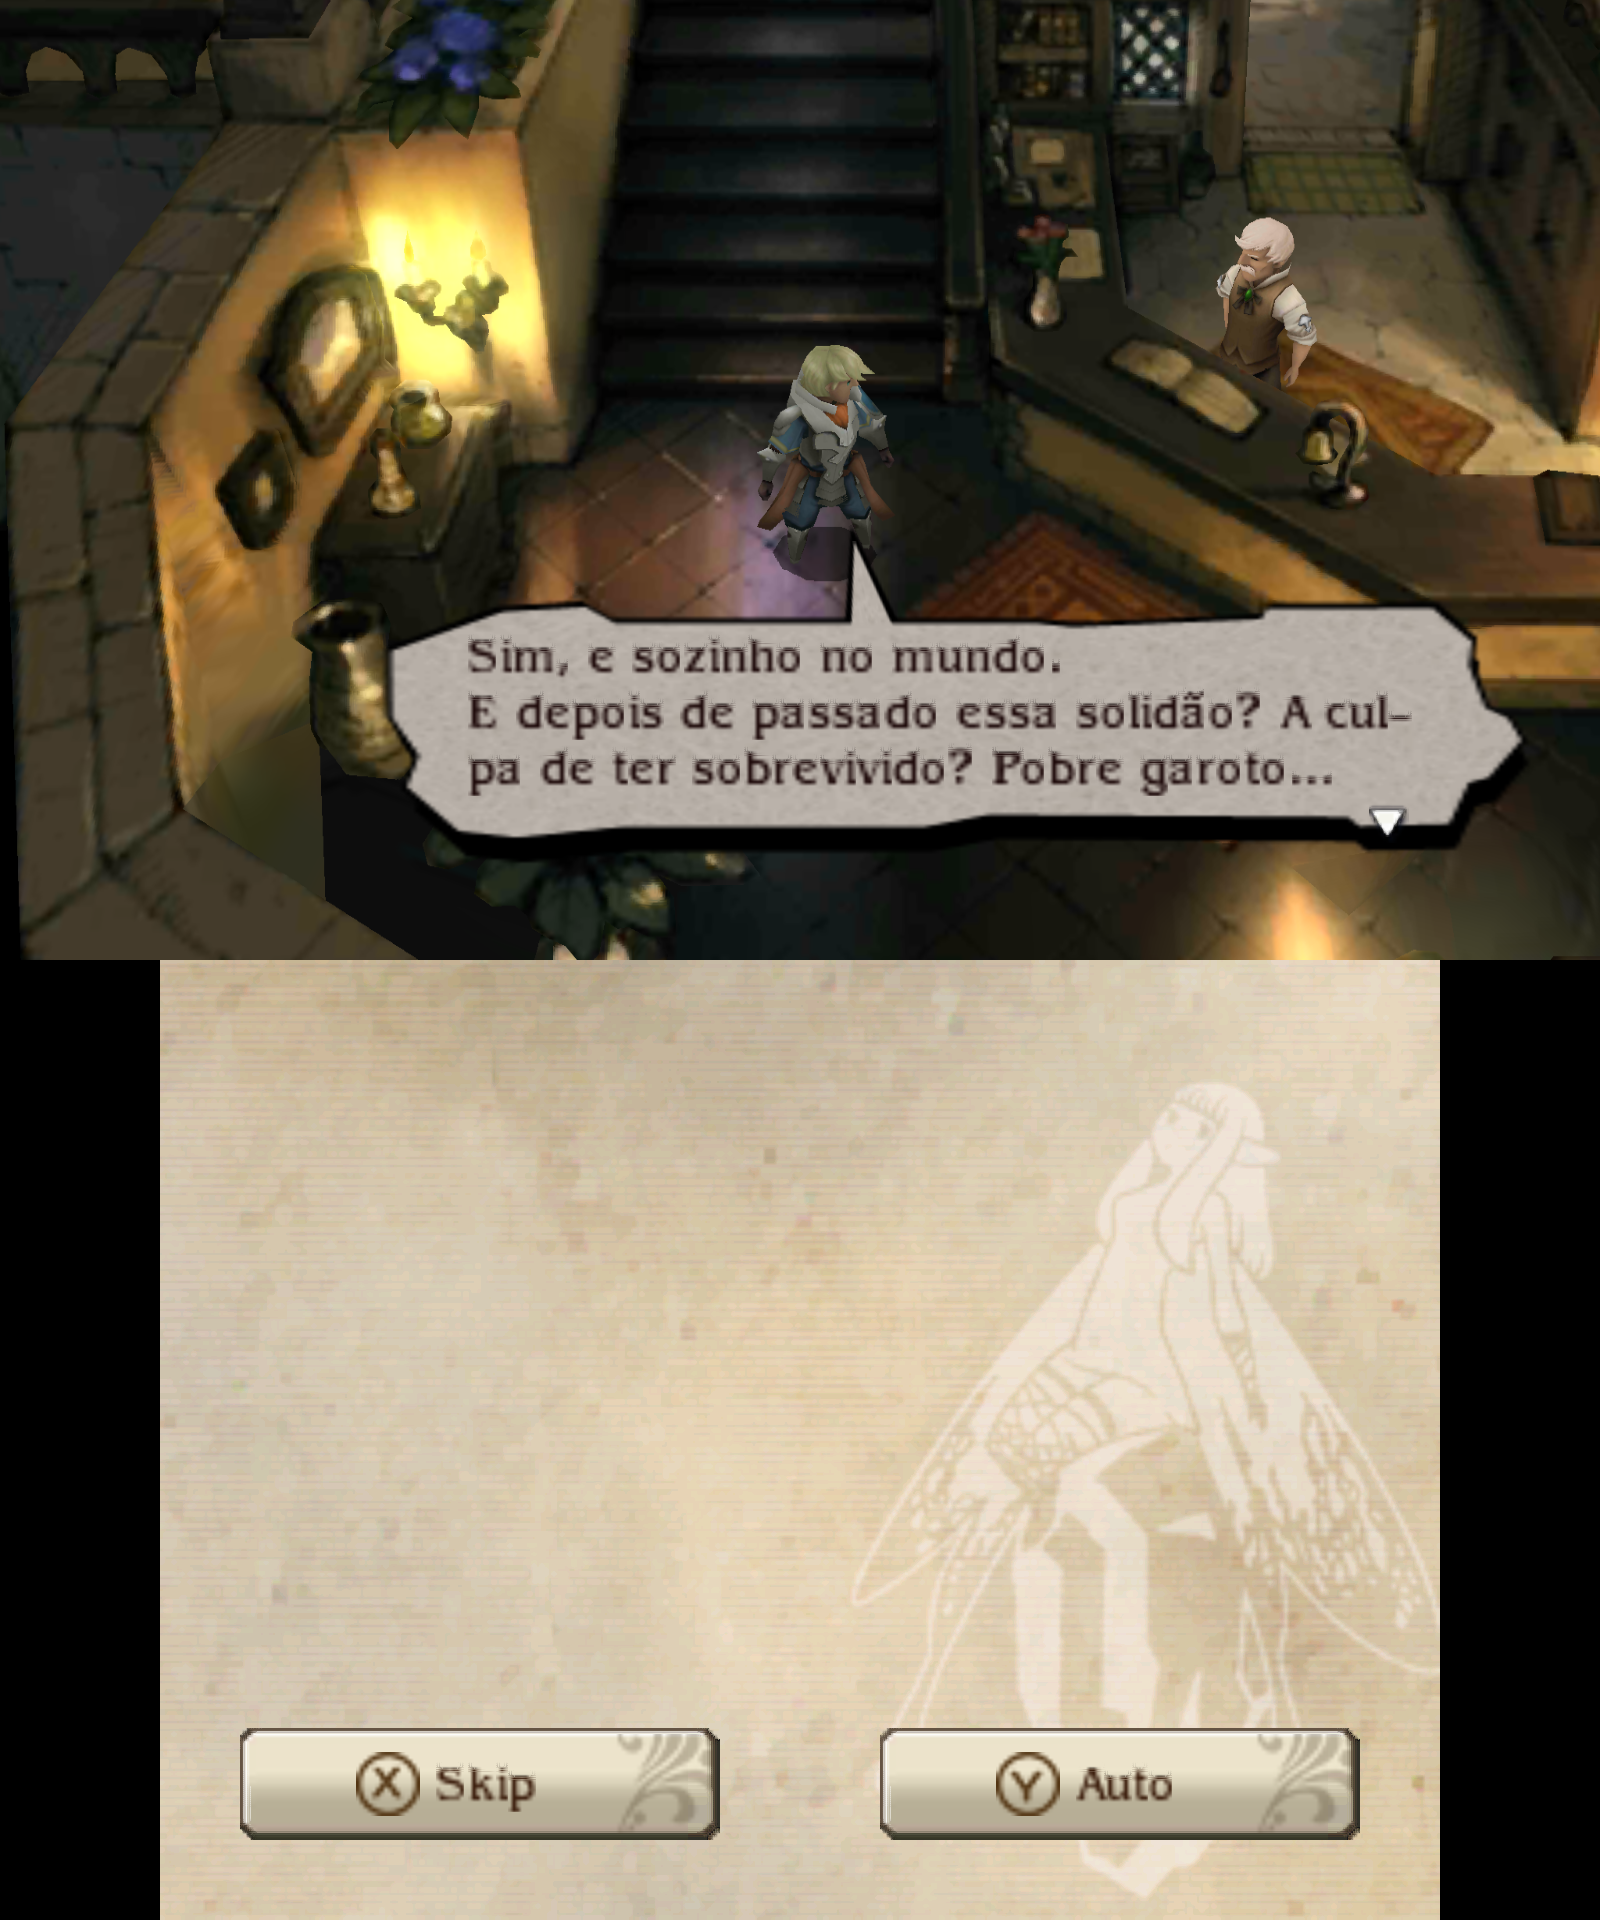 Sim, e sozinho no mundo.
E depois de passado essa solidão? A cul-
pa de ter sobrevivido? Pobre garoto...
X Skip
Y Auto